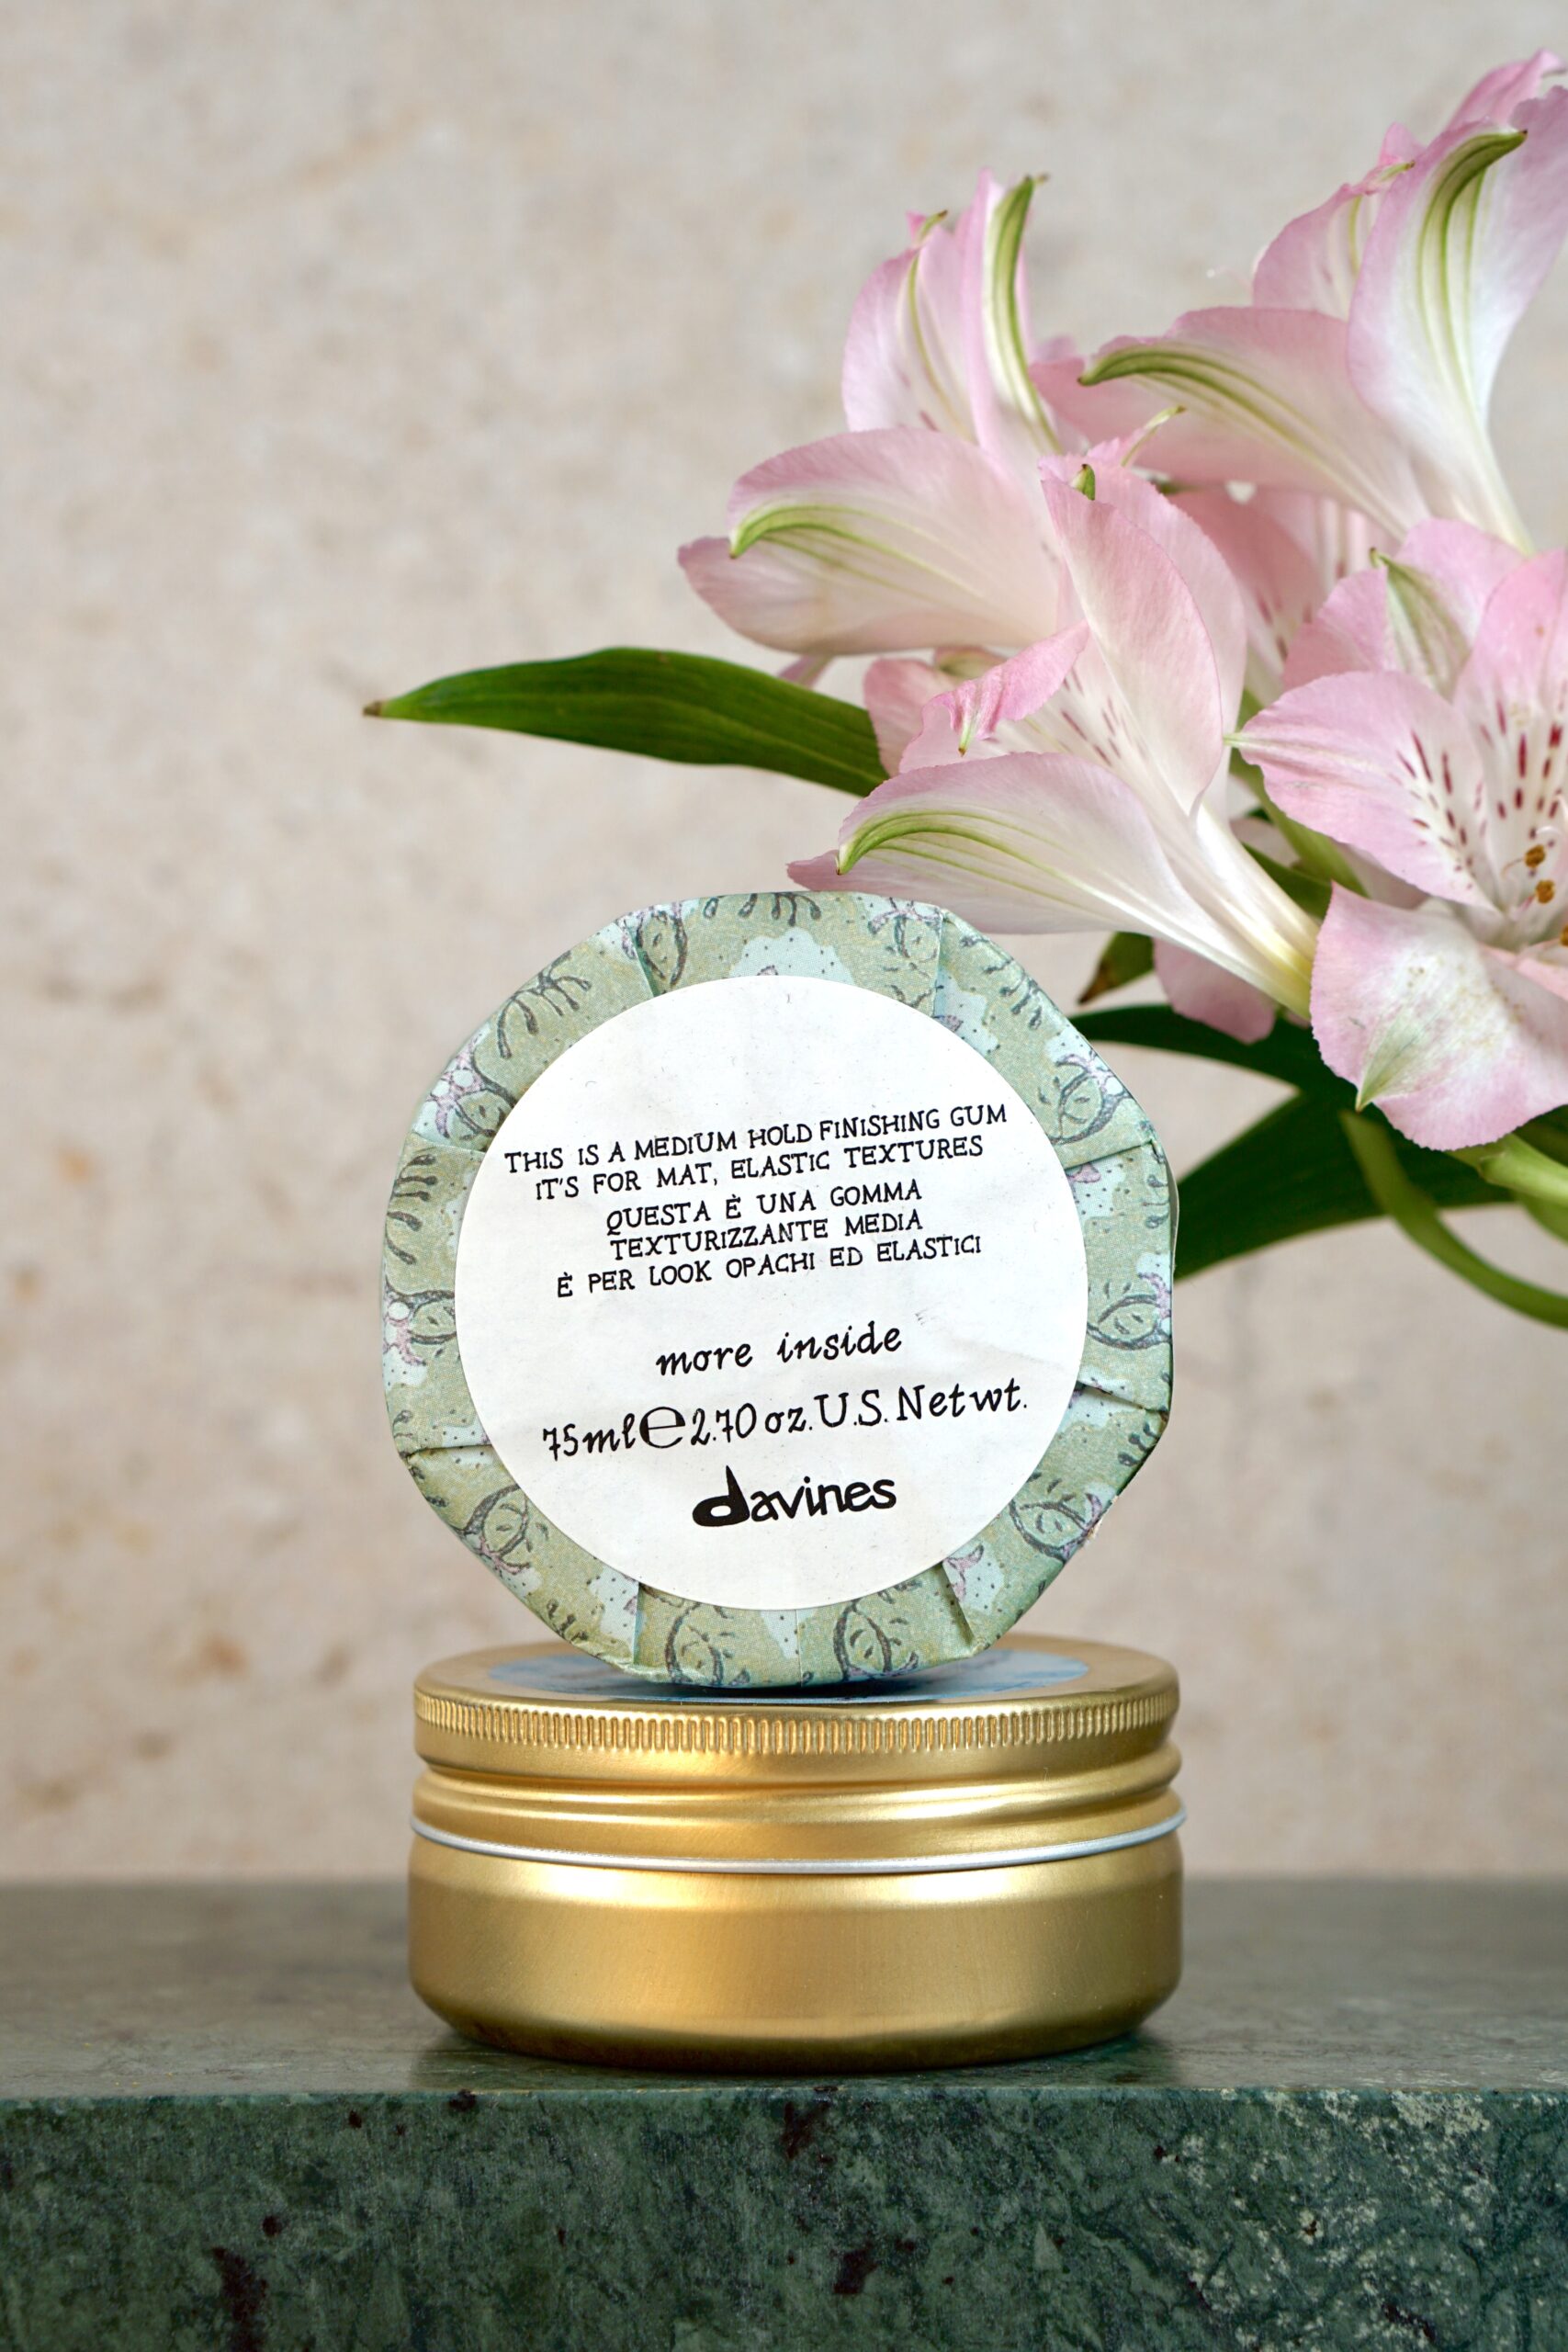 THIS IS A MEDIUM HOLD FINISHING GUM
IT'S FOR MAT, ELASTIC TEXTURES
QUESTA È UNA GOMMA
TEXTURIZZANTE MEDIA
È PER LOOK OPACHI ED ELASTICI
more inside
75ml℮2.70 oz. U.S. Net wt.
davines